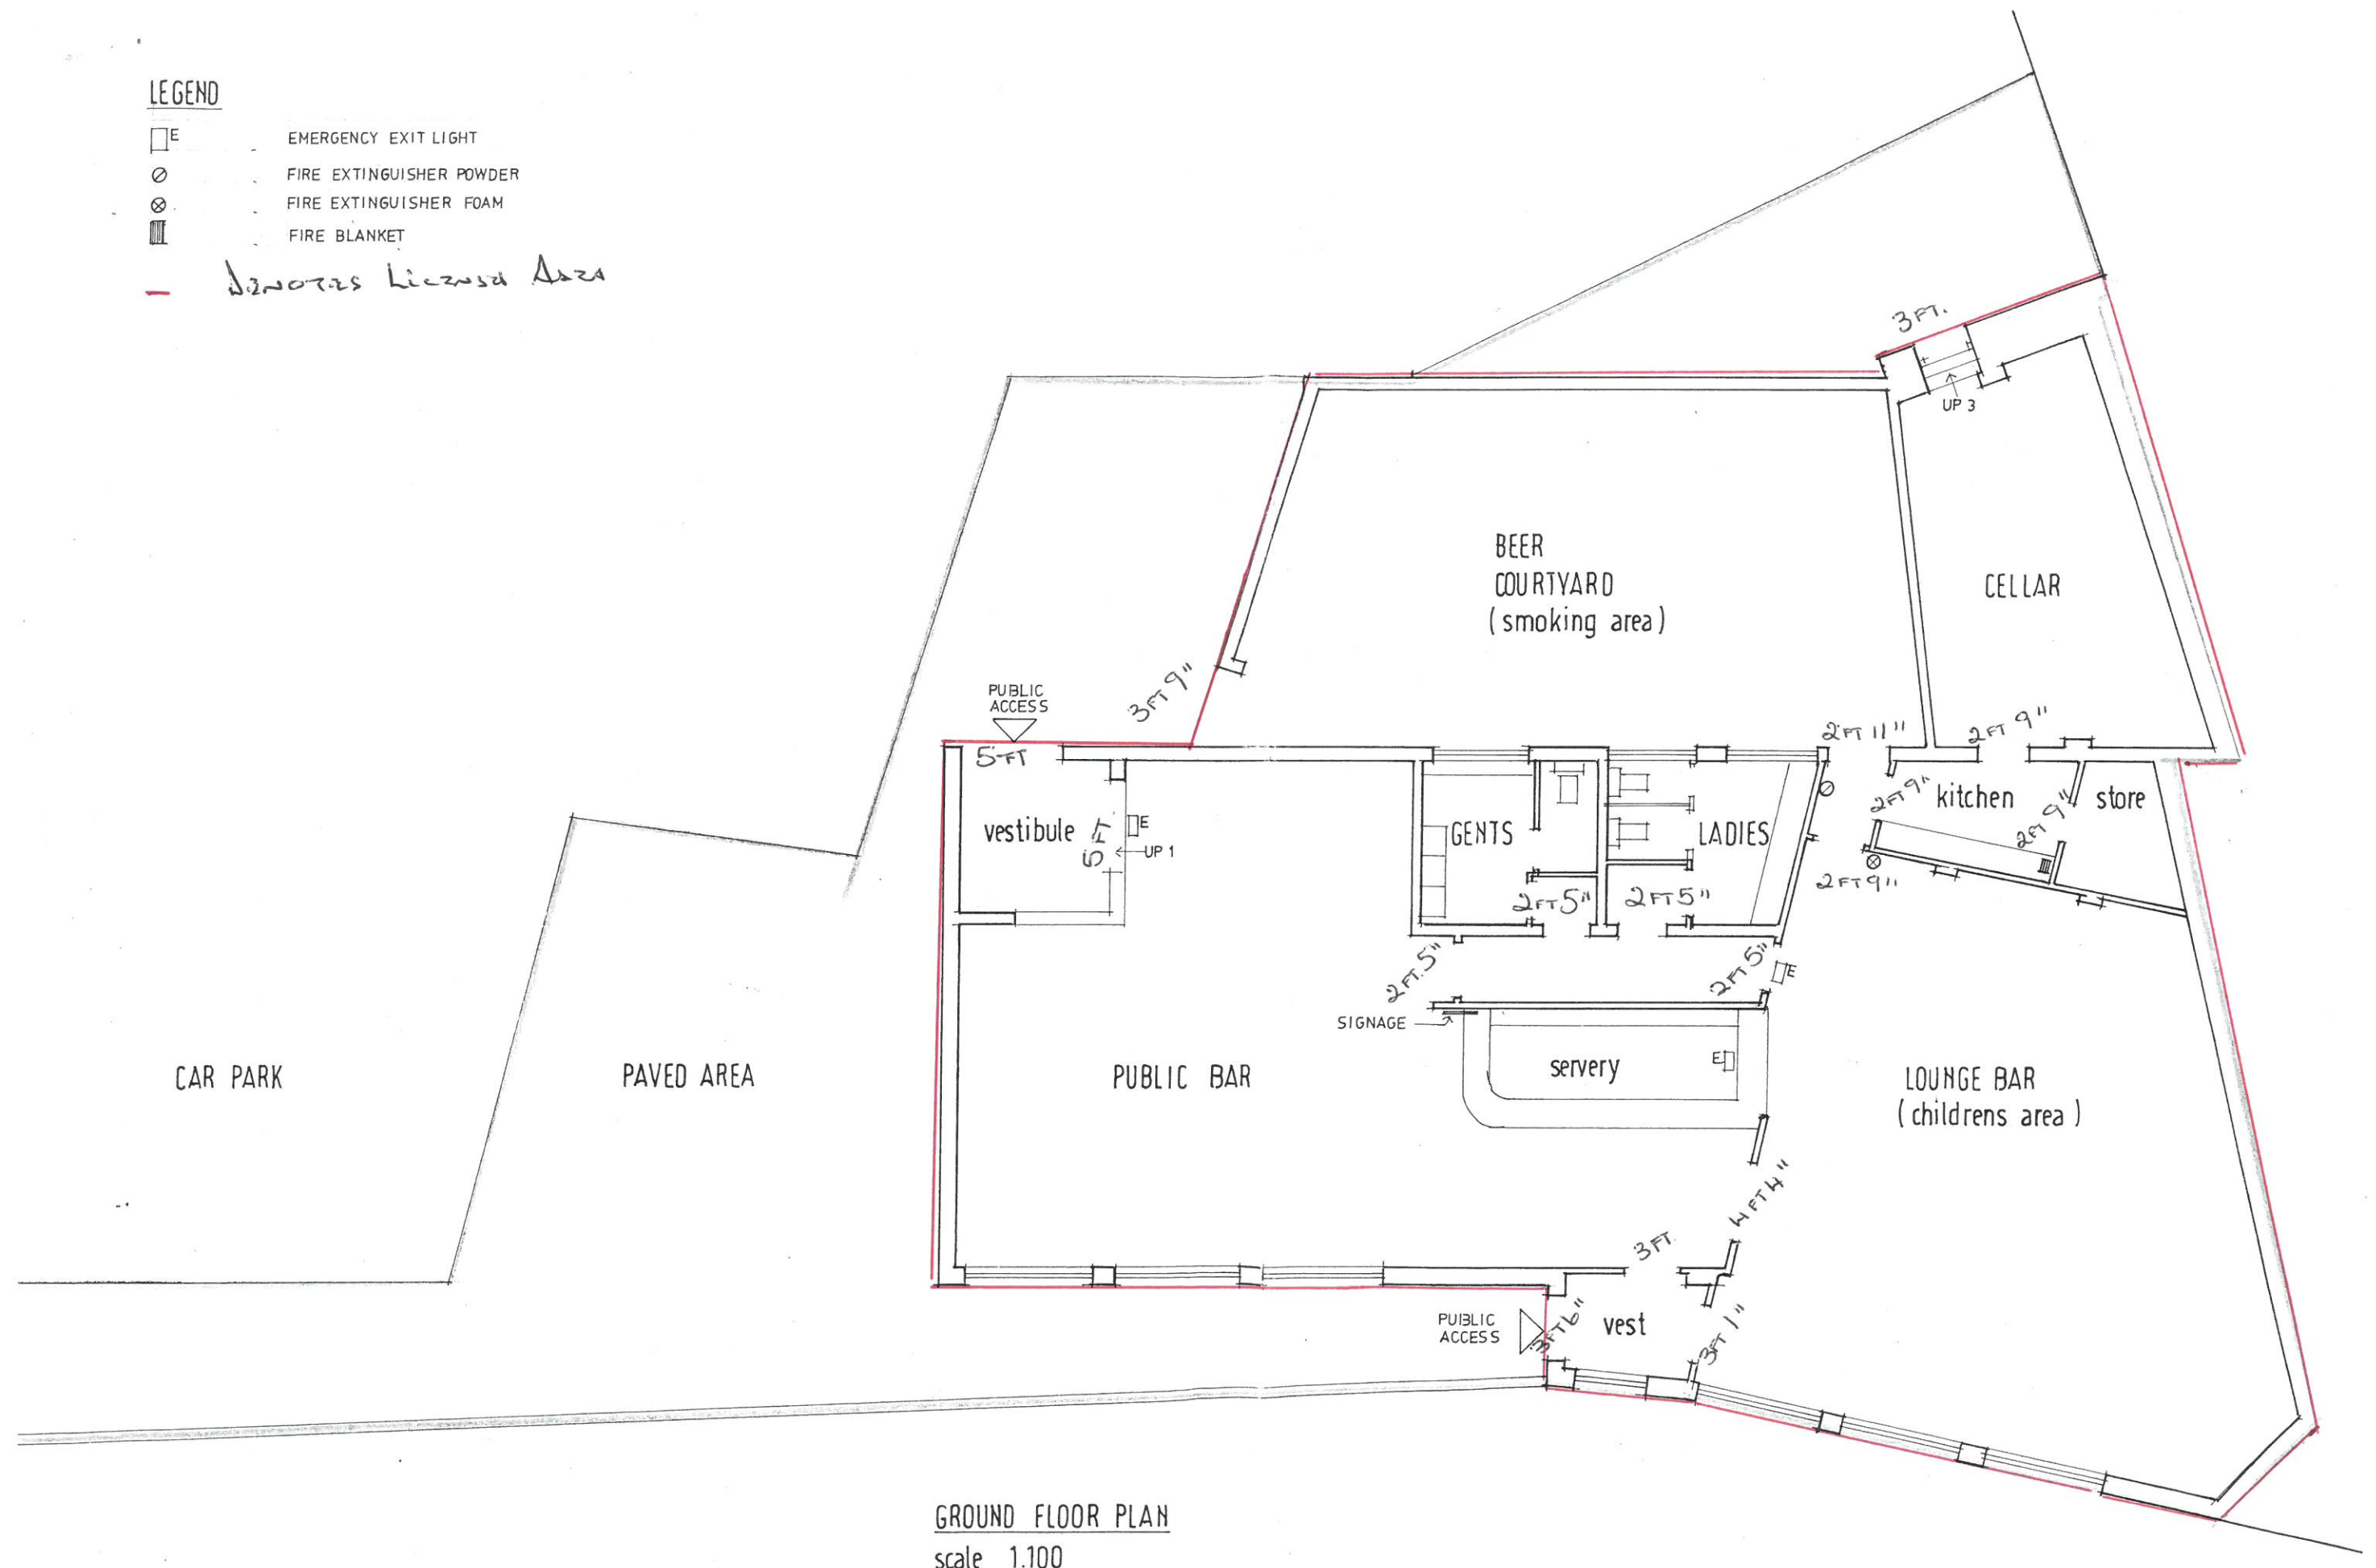 LEGEND
E EMERGENCY EXIT LIGHT
FIRE EXTINGUISHER POWDER
FIRE EXTINGUISHER FOAM
FIRE BLANKET
DENOTES LICENSED AREA
3FT.
UP 3
BEER
COURTYARD
(smoking area)
CELLAR
3FT 9"
PUBLIC
ACCESS
5FT
2FT 11"
2FT 9"
vestibule
5FT.
E
UP 1
GENTS
LADIES
2FT 9"
kitchen
2FT 9"
store
2FT 5"
2FT 5"
2FT 9"
2FT.5"
2FT 5"
E
SIGNAGE
servery
E
CAR PARK
PAVED AREA
PUBLIC BAR
LOUNGE BAR
(childrens area)
4FT 4"
3FT.
PUBLIC
ACCESS
3FT 6"
vest
3FT 1"
GROUND FLOOR PLAN
scale 1.100